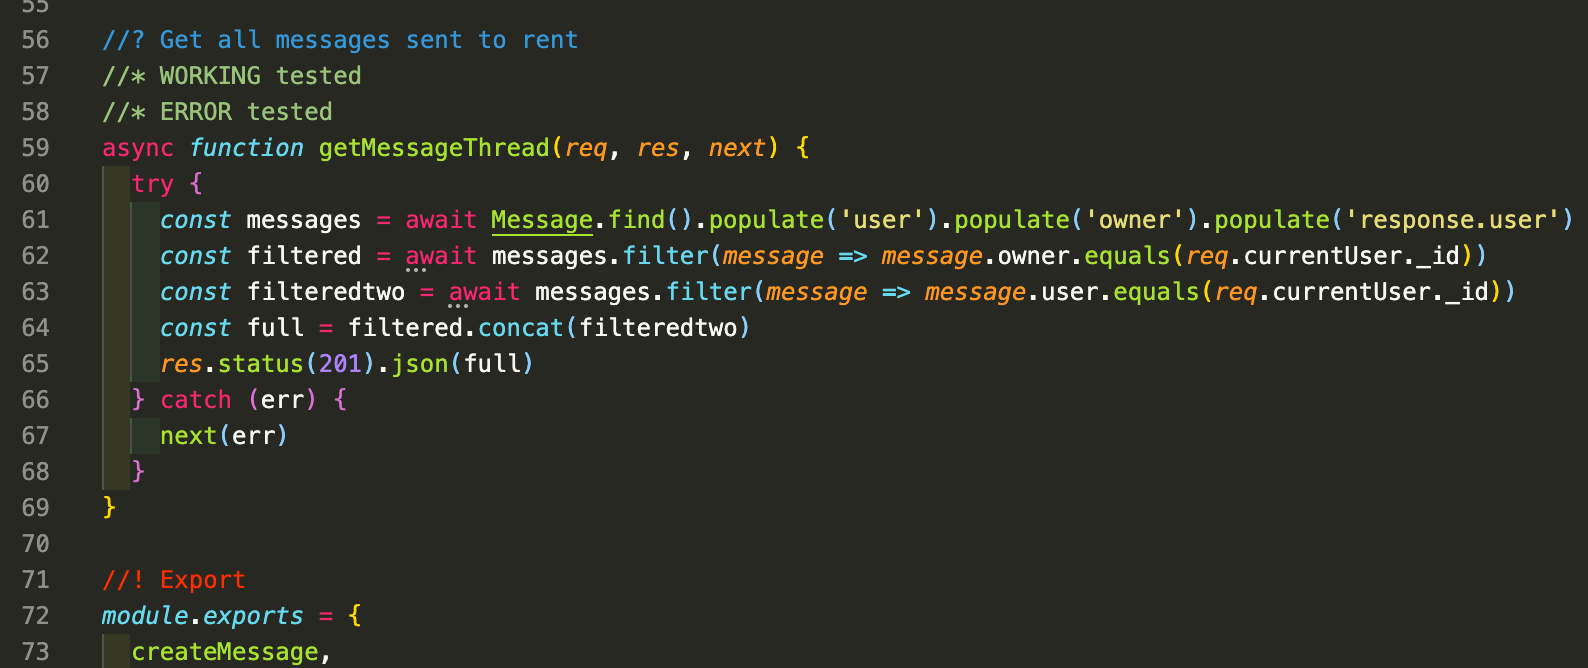 55
56 //? Get all messages sent to rent
57 //* WORKING tested
58 //* ERROR tested
59 async function getMessageThread(req, res, next) {
60 try {
61 const messages = await Message.find().populate('user').populate('owner').populate('response.user')
62 const filtered = await messages.filter(message => message.owner.equals(req.currentUser._id))
63 const filteredtwo = await messages.filter(message => message.user.equals(req.currentUser._id))
64 const full = filtered.concat(filteredtwo)
65 res.status(201).json(full)
66 } catch (err) {
67 next(err)
68 }
69 }
70
71 //! Export
72 module.exports = {
73 createMessage,